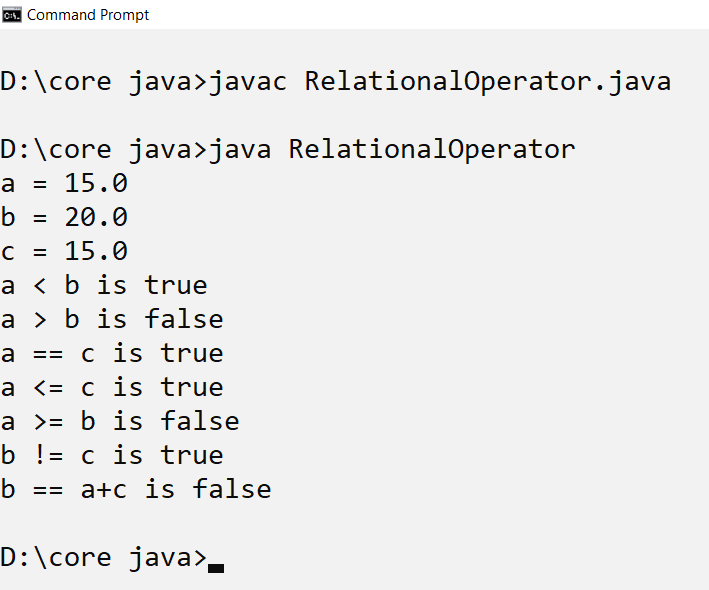 Command Prompt
D:\core java>javac RelationalOperator.java
D:\core java>java RelationalOperator
a = 15.0
b = 20.0
c = 15.0
a < b is true
a > b is false
a == c is true
a <= c is true
a >= b is false
b != c is true
b == a+c is false
D:\core java>